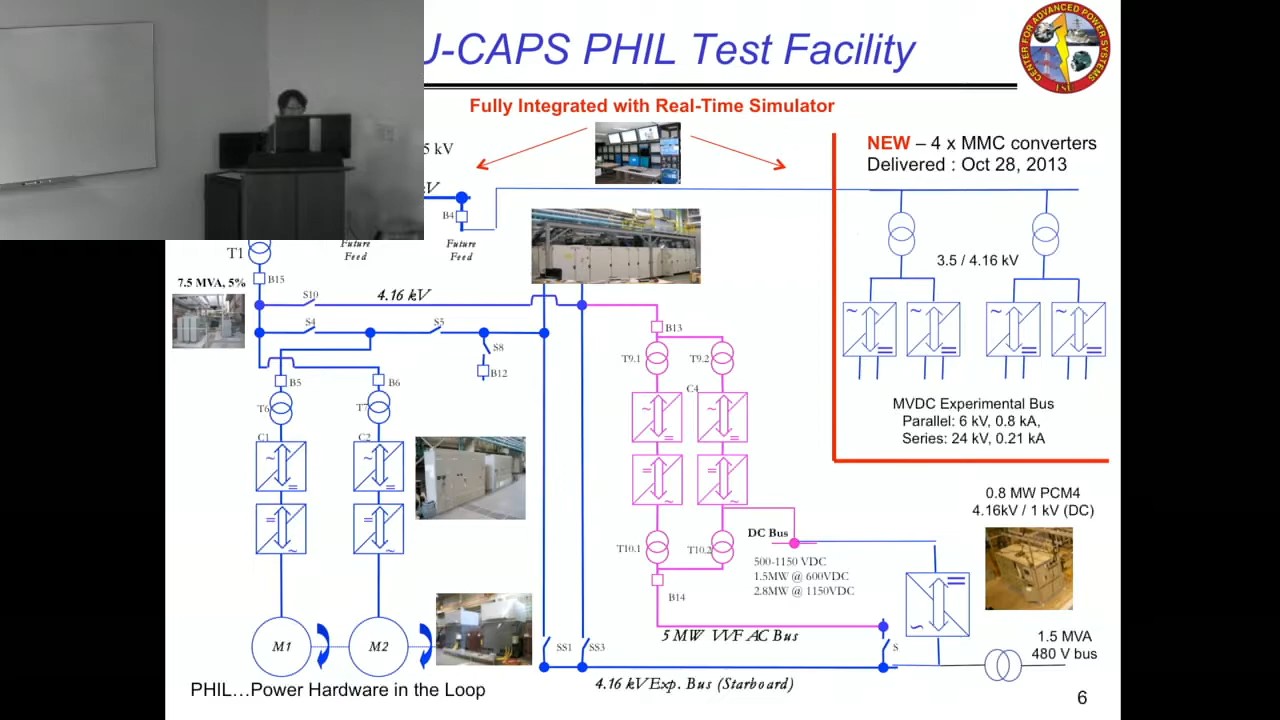 U-CAPS PHIL Test Facility
CENTER FOR ADVANCED POWER SYSTEMS
FSU
Fully Integrated with Real-Time Simulator
5 kV
NEW – 4 x MMC converters
Delivered : Oct 28, 2013
B4
Future
Feed
Future
Feed
T1
3.5 / 4.16 kV
7.5 MVA, 5%
B15
S10
4.16 kV
S4
S5
B13
S8
B12
T9.1
T9.2
B5
B6
C4
T6
T7
C1
C2
MVDC Experimental Bus
Parallel: 6 kV, 0.8 kA,
Series: 24 kV, 0.21 kA
0.8 MW PCM4
4.16kV / 1 kV (DC)
DC Bus
T10.1
T10.2
500-1150 VDC
1.5MW @ 600VDC
2.8MW @ 1150VDC
B14
5 MW VVF AC Bus
M1
M2
SS1
SS3
S
1.5 MVA
480 V bus
4.16 kV Exp. Bus (Starboard)
PHIL…Power Hardware in the Loop
6